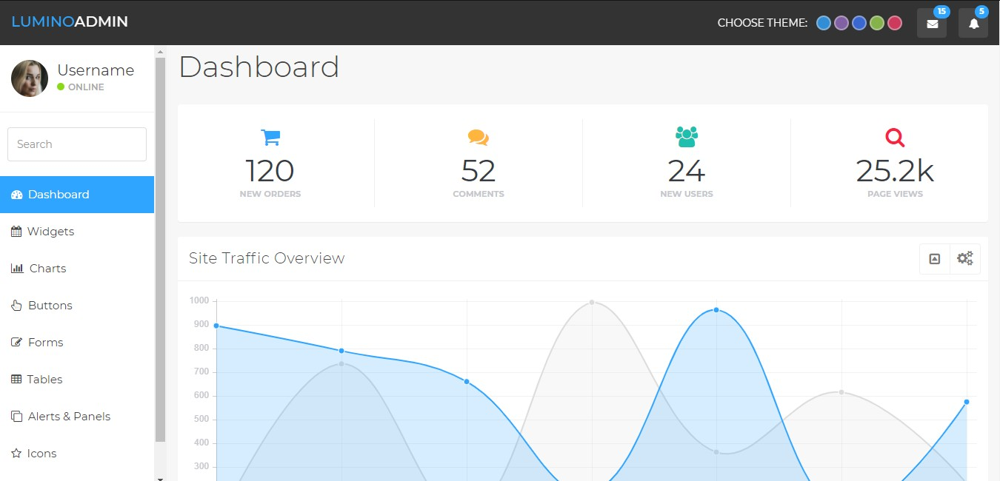 LUMINOADMIN
CHOOSE THEME:
15
5
Username
ONLINE
Search
Dashboard
Widgets
Charts
Buttons
Forms
Tables
Alerts & Panels
Icons
Dashboard
120
NEW ORDERS
52
COMMENTS
24
NEW USERS
25.2k
PAGE VIEWS
Site Traffic Overview
1000
900
800
700
600
500
400
300